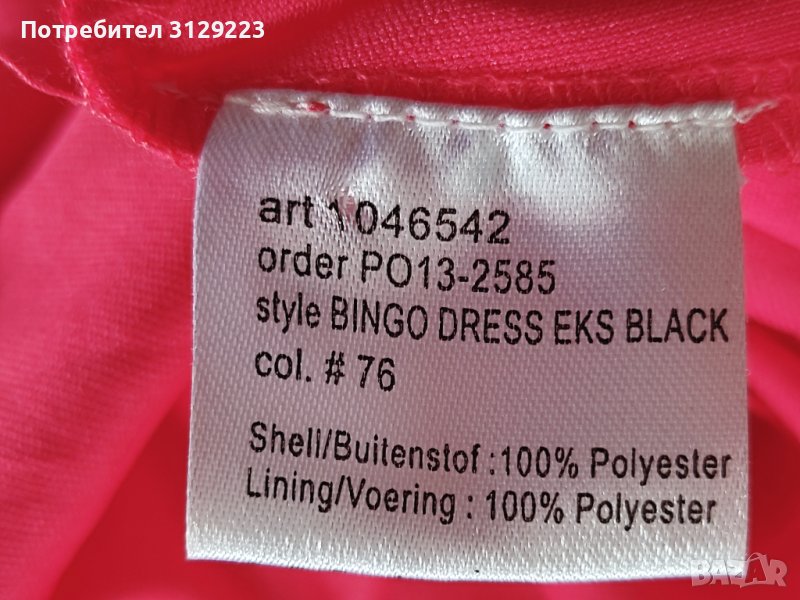 Потребител 3129223
art 1046542
order PO13-2585
style BINGO DRESS EKS BLACK
col. # 76
Shell/Buitenstof :100% Polyester
Lining/Voering : 100% Polyester
BAZAR